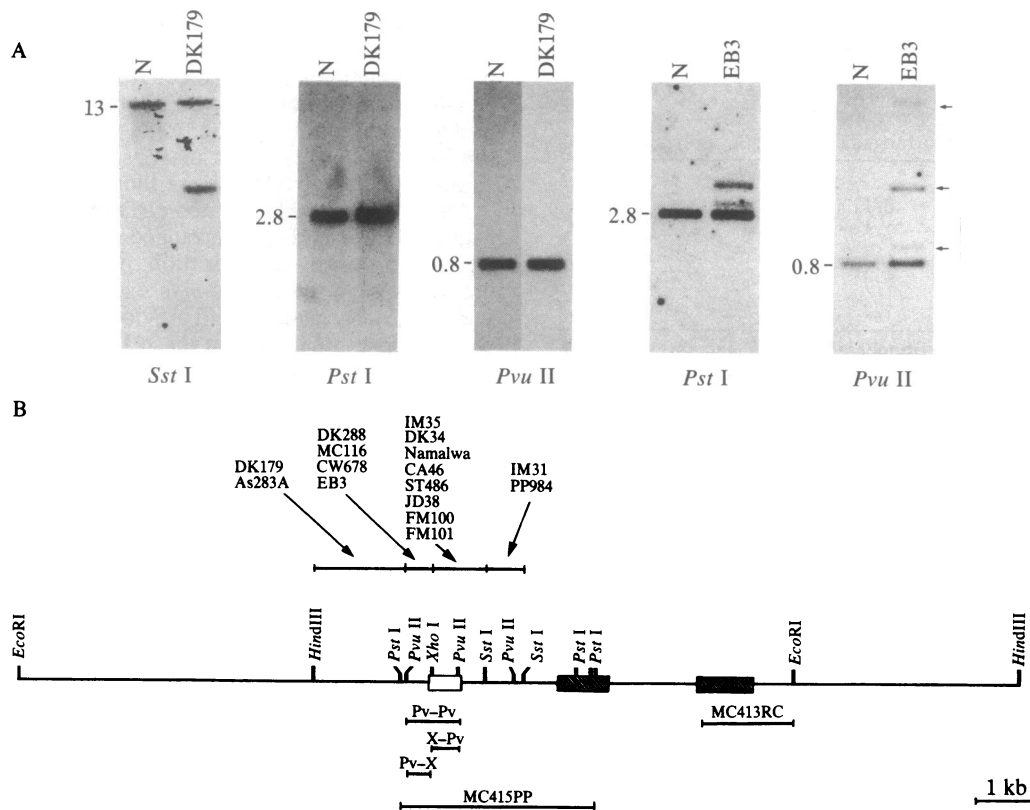 A
N DK179
N DK179
N DK179
N EB3
N EB3
13
2.8
0.8
2.8
0.8
Sst I
Pst I
Pvu II
Pst I
Pvu II
B
DK179
As283A
DK288
MC116
CW678
EB3
IM35
DK34
Namalwa
CA46
ST486
JD38
FM100
FM101
IM31
PP984
EcoRI
HindIII
Pst I
Pvu II
Xho I
Pvu II
Sst I
Pvu II
Sst I
Pst I
Pst I
EcoRI
HindIII
Pv–Pv
X–Pv
Pv–X
MC415PP
MC413RC
1 kb